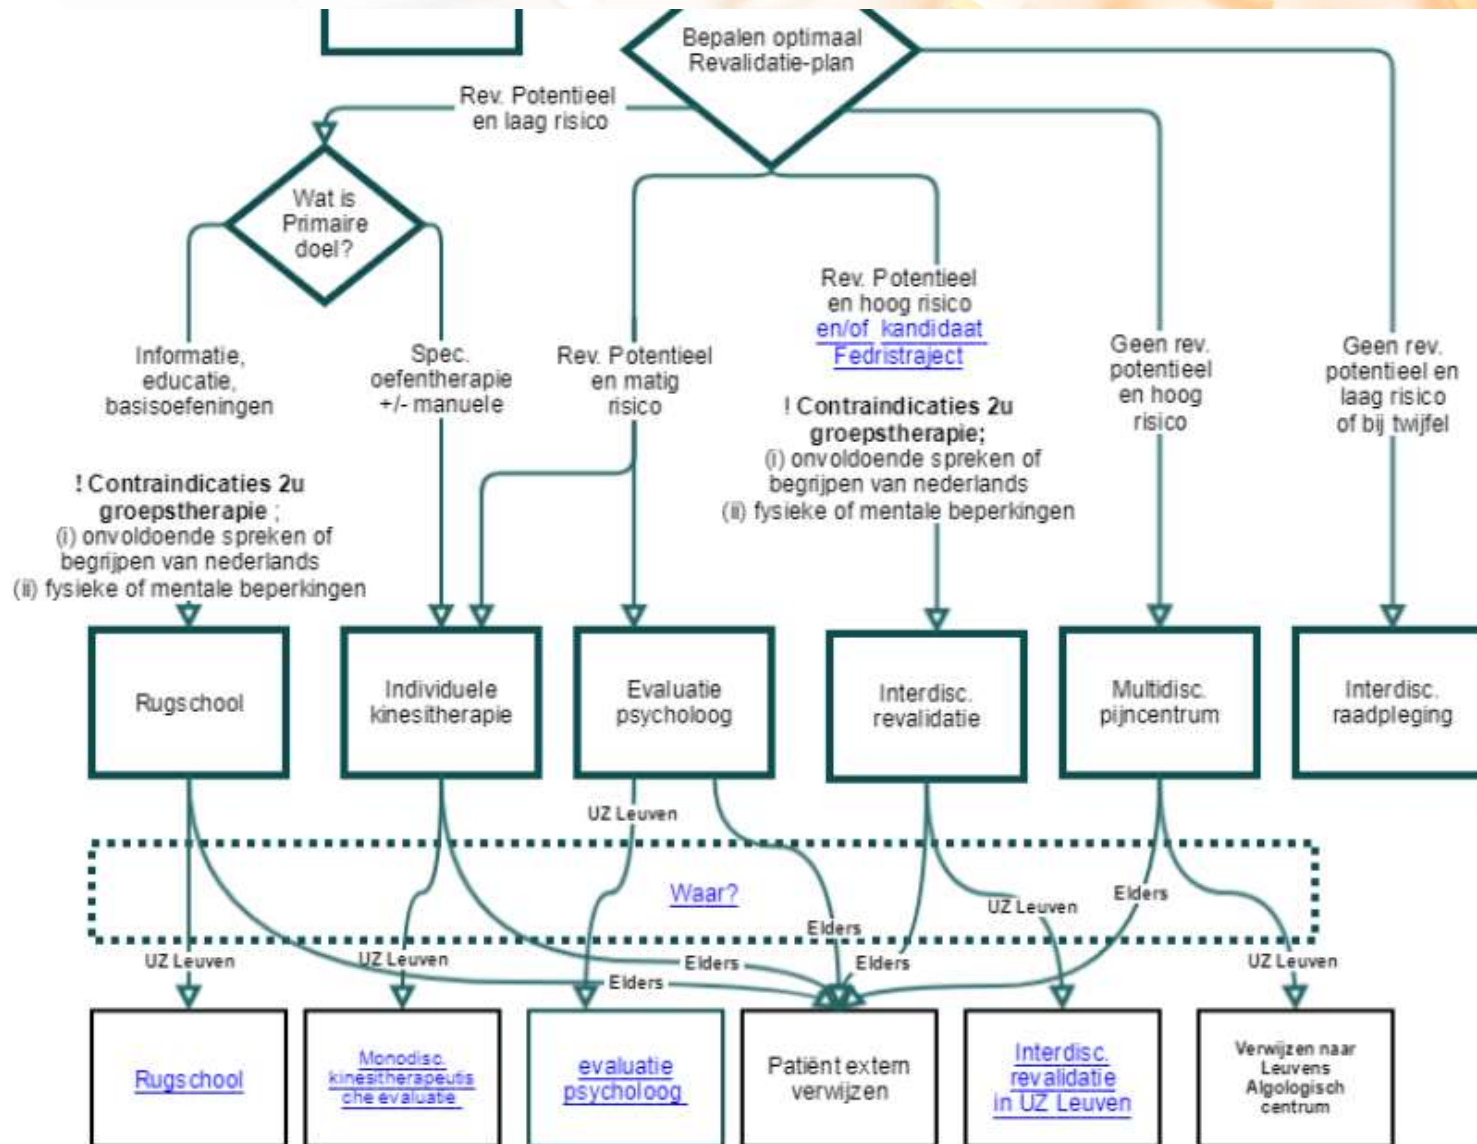 Bepalen optimaal
Revalidatie-plan
Rev. Potentieel
en laag risico
Wat is
Primaire
doel?
Informatie,
educatie,
basisoefeningen
Spec.
oefentherapie
+/- manuele
Rev. Potentieel
en matig
risico
Rev. Potentieel
en hoog risico
en/of kandidaat
Fedristraject
Geen rev.
potentieel
en hoog
risico
Geen rev.
potentieel en
laag risico
of bij twijfel
! Contraindicaties 2u
groepstherapie ;
(i) onvoldoende spreken of
begrijpen van nederlands
(ii) fysieke of mentale beperkingen
! Contraindicaties 2u
groepstherapie;
(i) onvoldoende spreken of
begrijpen van nederlands
(ii) fysieke of mentale beperkingen
Rugschool
Individuele
kinesitherapie
Evaluatie
psycholoog
Interdisc.
revalidatie
Multidisc.
pijncentrum
Interdisc.
raadpleging
UZ Leuven
Waar?
UZ Leuven
Elders
Elders
UZ Leuven
UZ Leuven
Elders
Elders
UZ Leuven
Elders
Rugschool
Monodisc.
kinesitherapeutis
che evaluatie
evaluatie
psycholoog
Patiënt extern
verwijzen
Interdisc.
revalidatie
in UZ Leuven
Verwijzen naar
Leuvens
Algologisch
centrum